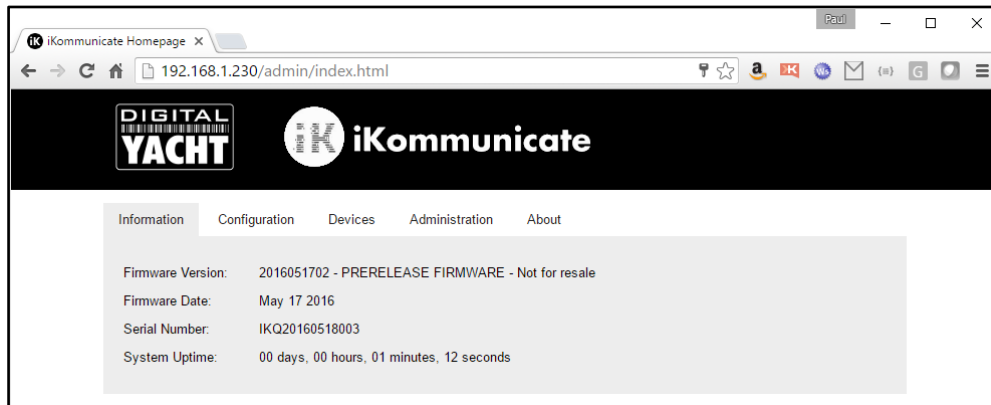 Paul
iKommunicate Homepage
192.168.1.230/admin/index.html
DIGITAL
YACHT
iK iKommunicate
Information Configuration Devices Administration About
Firmware Version: 2016051702 - PRERELEASE FIRMWARE - Not for resale
Firmware Date: May 17 2016
Serial Number: IKQ20160518003
System Uptime: 00 days, 00 hours, 01 minutes, 12 seconds